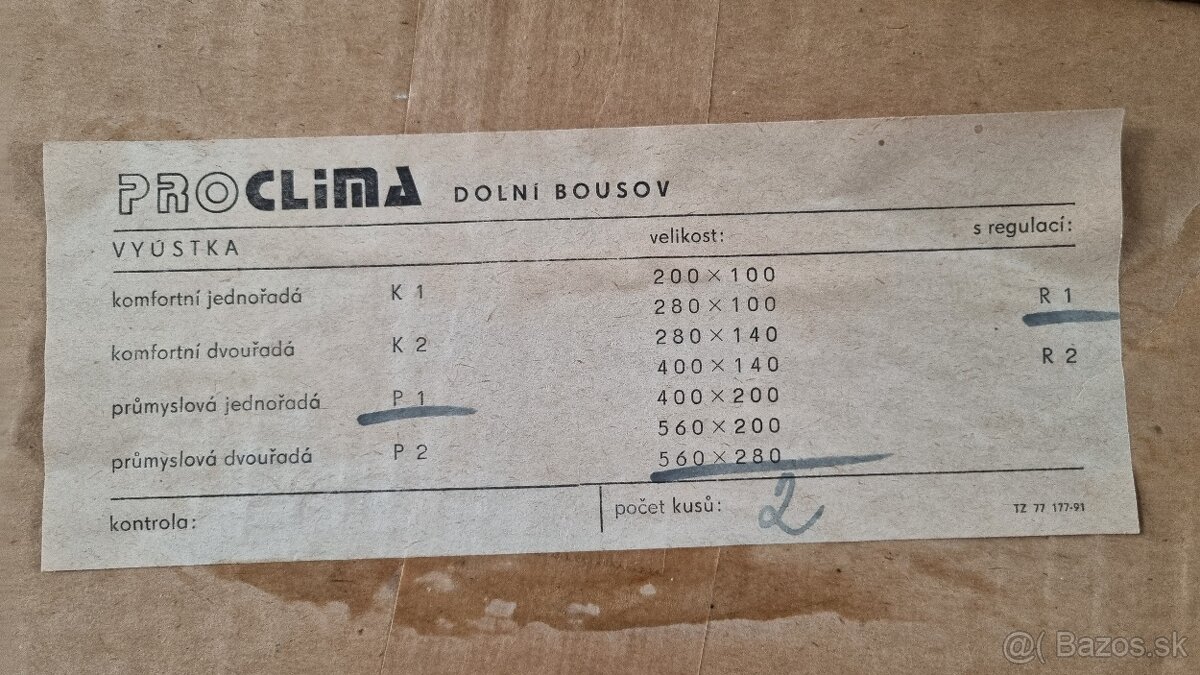 PROCLiMA DOLNÍ BOUSOV
VYÚSTKA velikost: s regulací:
200 × 100
komfortní jednořadá K 1 280 × 100 R 1
280 × 140
komfortní dvouřadá K 2 400 × 140 R 2
průmyslová jednořadá P 1 400 × 200
560 × 200
průmyslová dvouřadá P 2 560 × 280
kontrola: počet kusů: 2 TZ 77 177-91
@( Bazos.sk